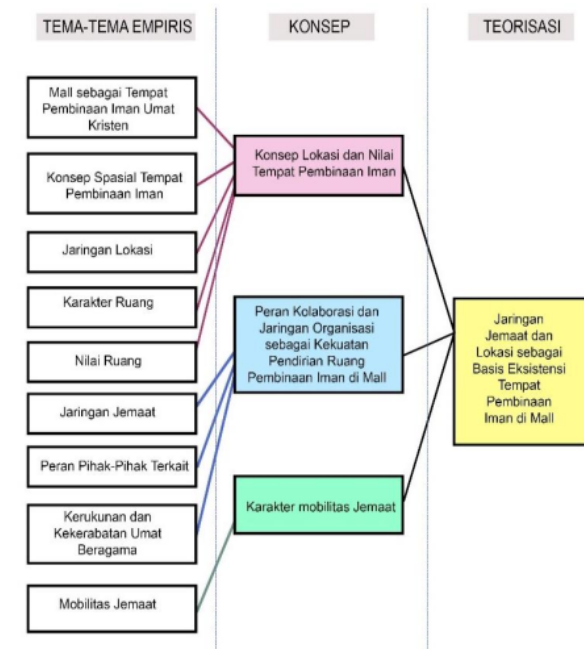 TEMA-TEMA EMPIRIS
KONSEP
TEORISASI
Mall sebagai Tempat
Pembinaan Iman Umat
Kristen
Konsep Spasial Tempat
Pembinaan Iman
Jaringan Lokasi
Karakter Ruang
Nilai Ruang
Jaringan Jemaat
Peran Pihak-Pihak Terkait
Kerukunan dan
Kekerabatan Umat
Beragama
Mobilitas Jemaat
Konsep Lokasi dan Nilai
Tempat Pembinaan Iman
Peran Kolaborasi dan
Jaringan Organisasi
sebagai Kekuatan
Pendirian Ruang
Pembinaan Iman di Mall
Karakter mobilitas Jemaat
Jaringan
Jemaat dan
Lokasi sebagai
Basis Eksistensi
Tempat
Pembinaan
Iman di Mall